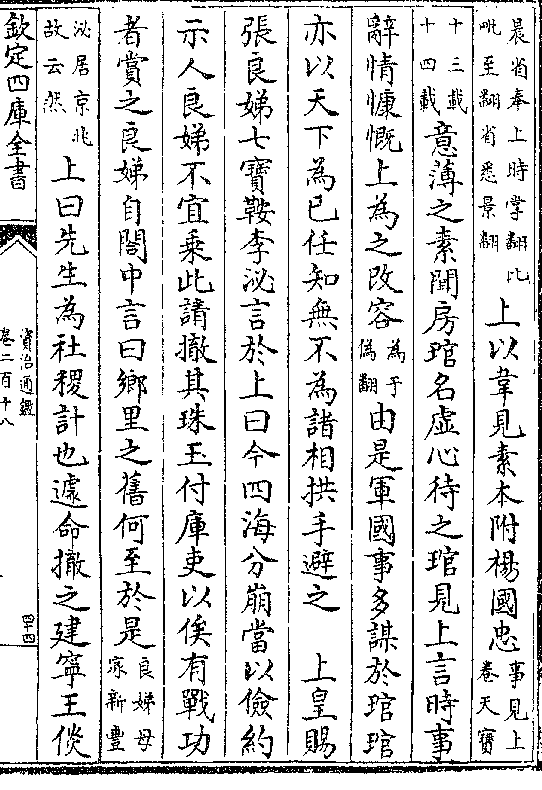 晨省奉上時掌翻比
毗至翻省悉景翻
上以韋見素本附楊國忠
事見上
卷天寶
十三載
十四載
意薄之素聞房琯名虛心待之琯見上言時事
辭情慷慨上為之改容
為于
偽翻
由是軍國事多謀於琯琯
亦以天下為已任知無不為諸相拱手避之 上皇賜
張良娣七寶鞍李泌言於上曰今四海分崩當以儉約
示人良娣不宜乘此請撤其珠玉付庫吏以俟有戰功
者賞之良娣自閤中言曰鄉里之舊何至於是
良娣母
家新豐
泌居京兆
故云然
上曰先生為社稷計也遽命撤之建寧王倓
欽定四庫全書
資治通鑑
卷二百十八
四十四